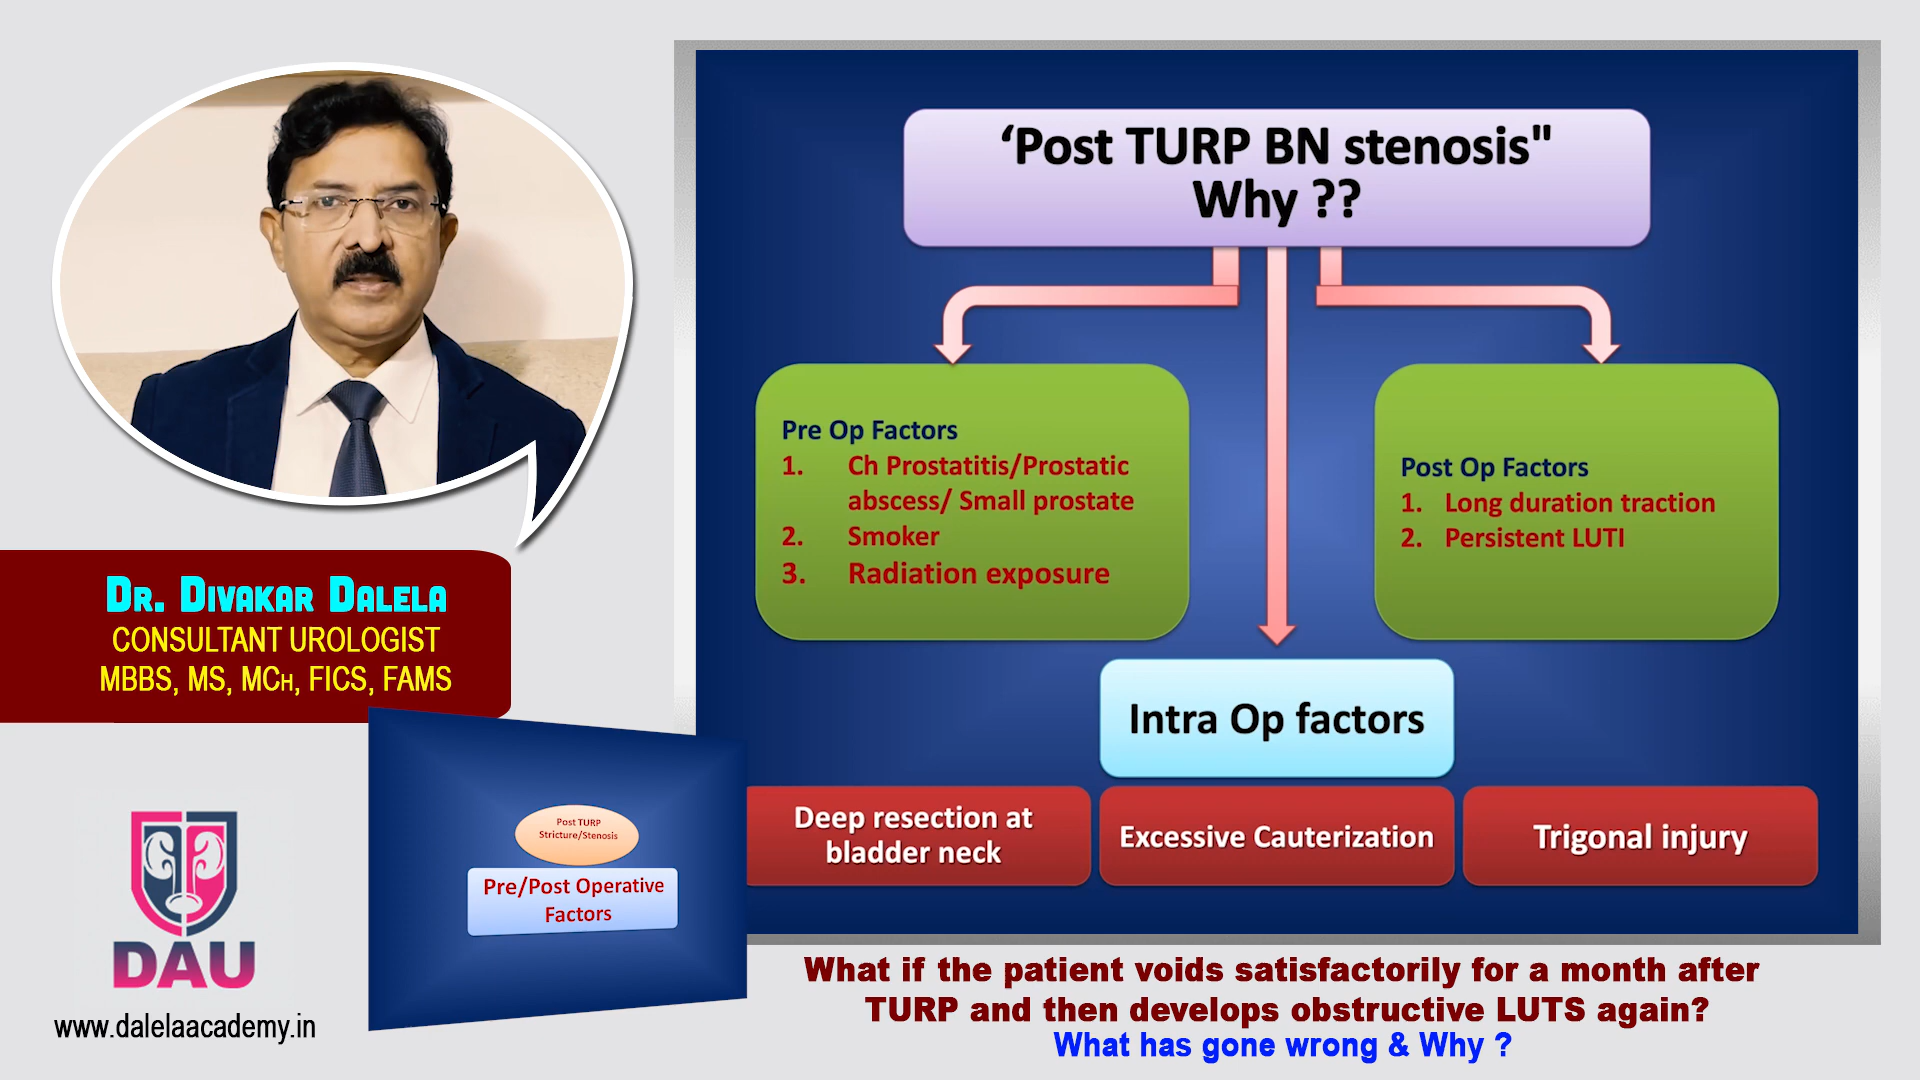 ‘Post TURP BN stenosis"
Why ??
Pre Op Factors
1. Ch Prostatitis/Prostatic
abscess/ Small prostate
2. Smoker
3. Radiation exposure
Post Op Factors
1. Long duration traction
2. Persistent LUTI
Intra Op factors
Deep resection at
bladder neck
Excessive Cauterization
Trigonal injury
DR. DIVAKAR DALELA
CONSULTANT UROLOGIST
MBBS, MS, MCH, FICS, FAMS
Post TURP
Stricture/Stenosis
Pre/Post Operative
Factors
DAU
www.dalelaacademy.in
What if the patient voids satisfactorily for a month after
TURP and then develops obstructive LUTS again?
What has gone wrong & Why ?